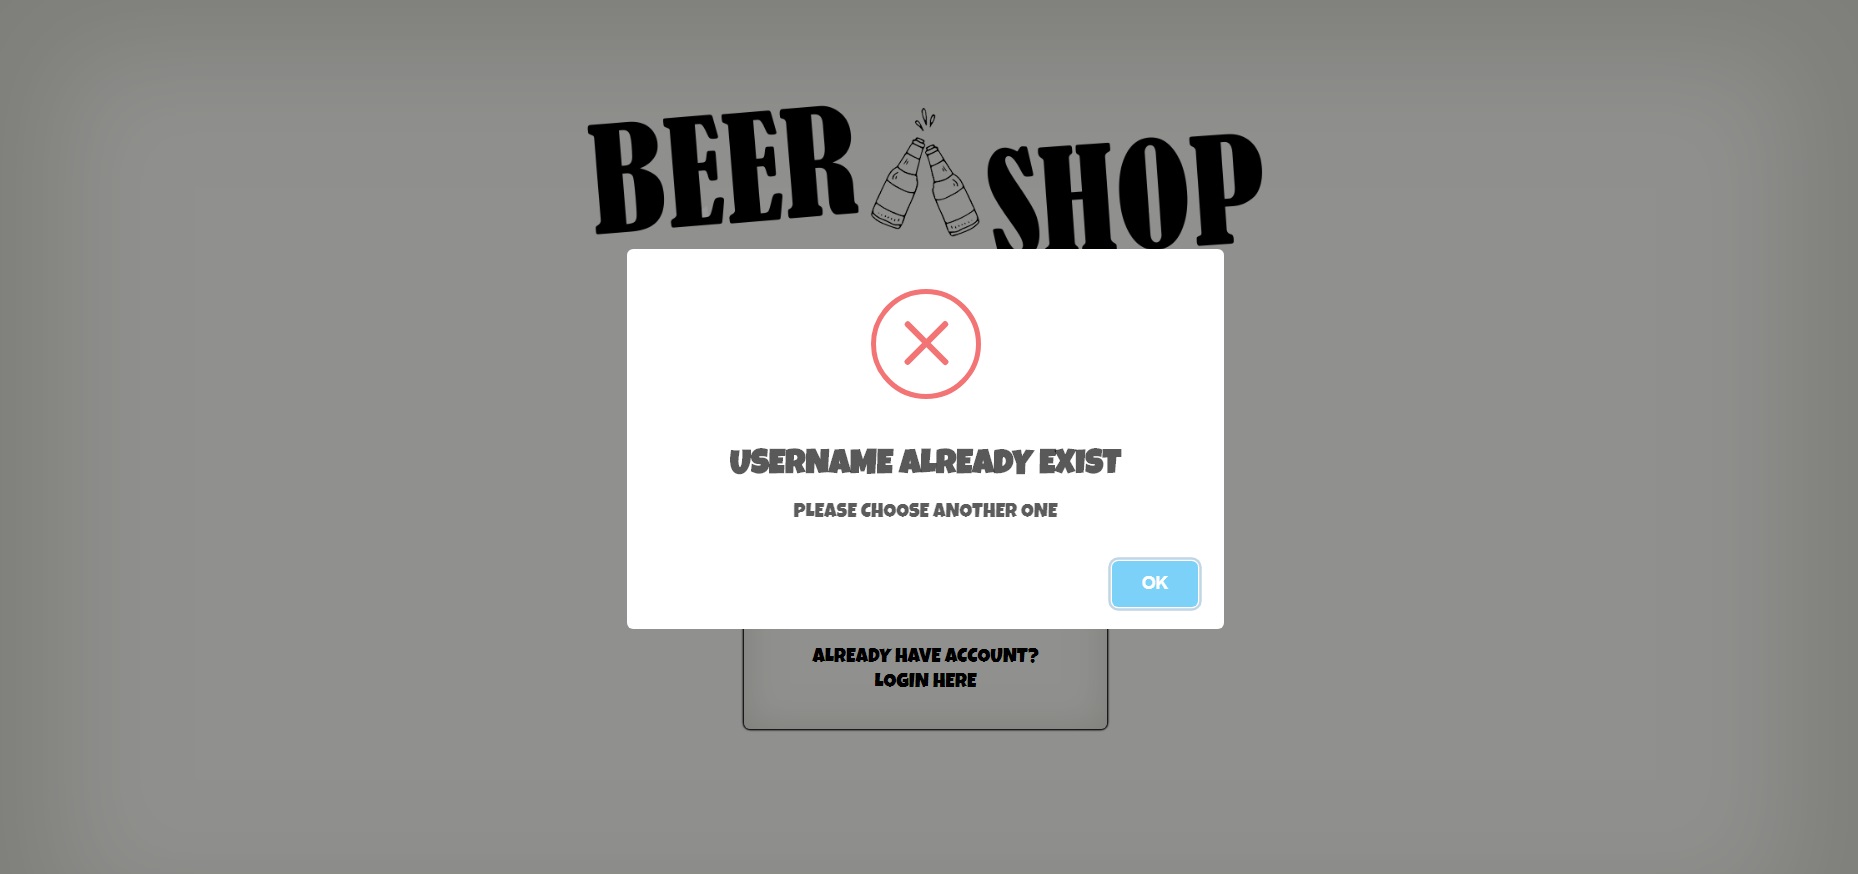 BEER SHOP
USERNAME ALREADY EXIST
PLEASE CHOOSE ANOTHER ONE
OK
ALREADY HAVE ACCOUNT?
LOGIN HERE